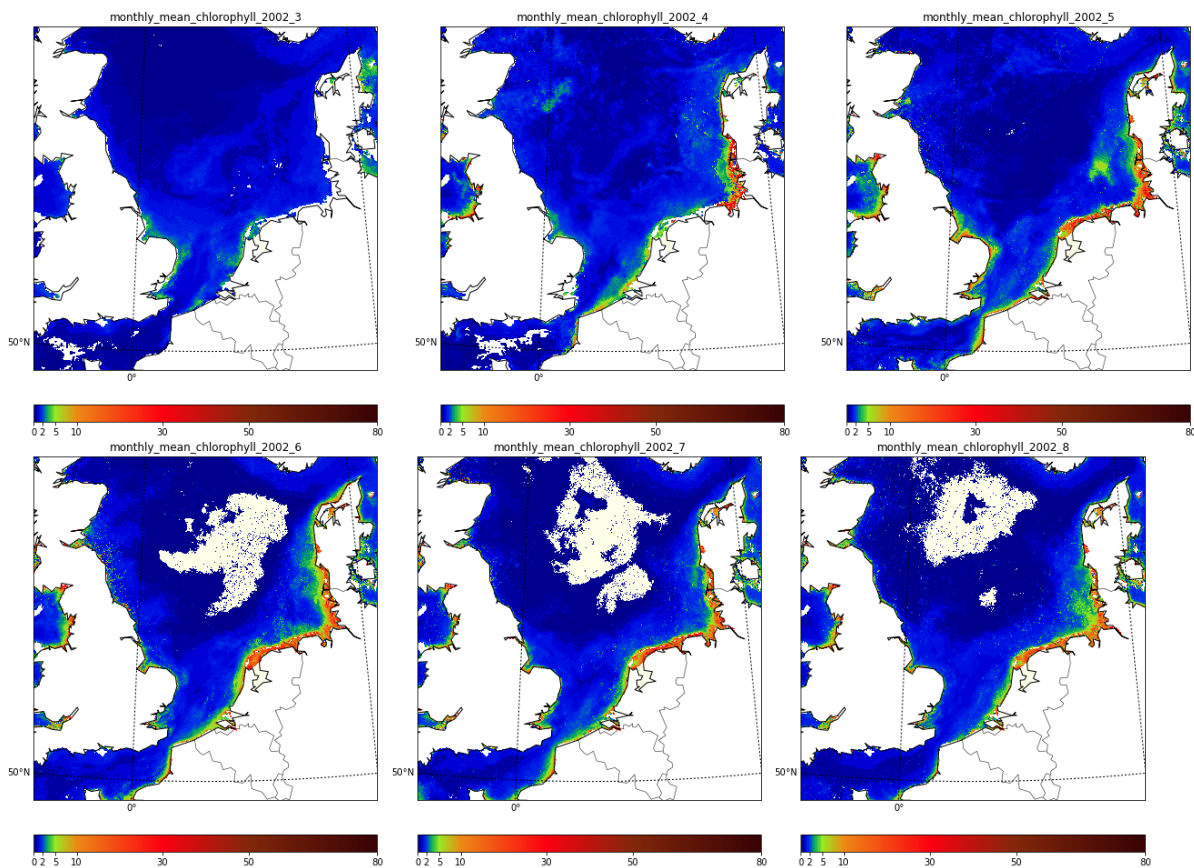 monthly_mean_chlorophyll_2002_3 monthly_mean_chlorophyll_2002_4 monthly_mean_chlorophyll_2002_5
50°N
0° 0° 0°
0 2 5 10 30 50 80 0 2 5 10 30 50 80 0 2 5 10 30 50 80
monthly_mean_chlorophyll_2002_6 monthly_mean_chlorophyll_2002_7 monthly_mean_chlorophyll_2002_8
50°N 50°N 50°N
0° 0° 0°
0 2 5 10 30 50 80 0 2 5 10 30 50 80 0 2 5 10 30 50 80